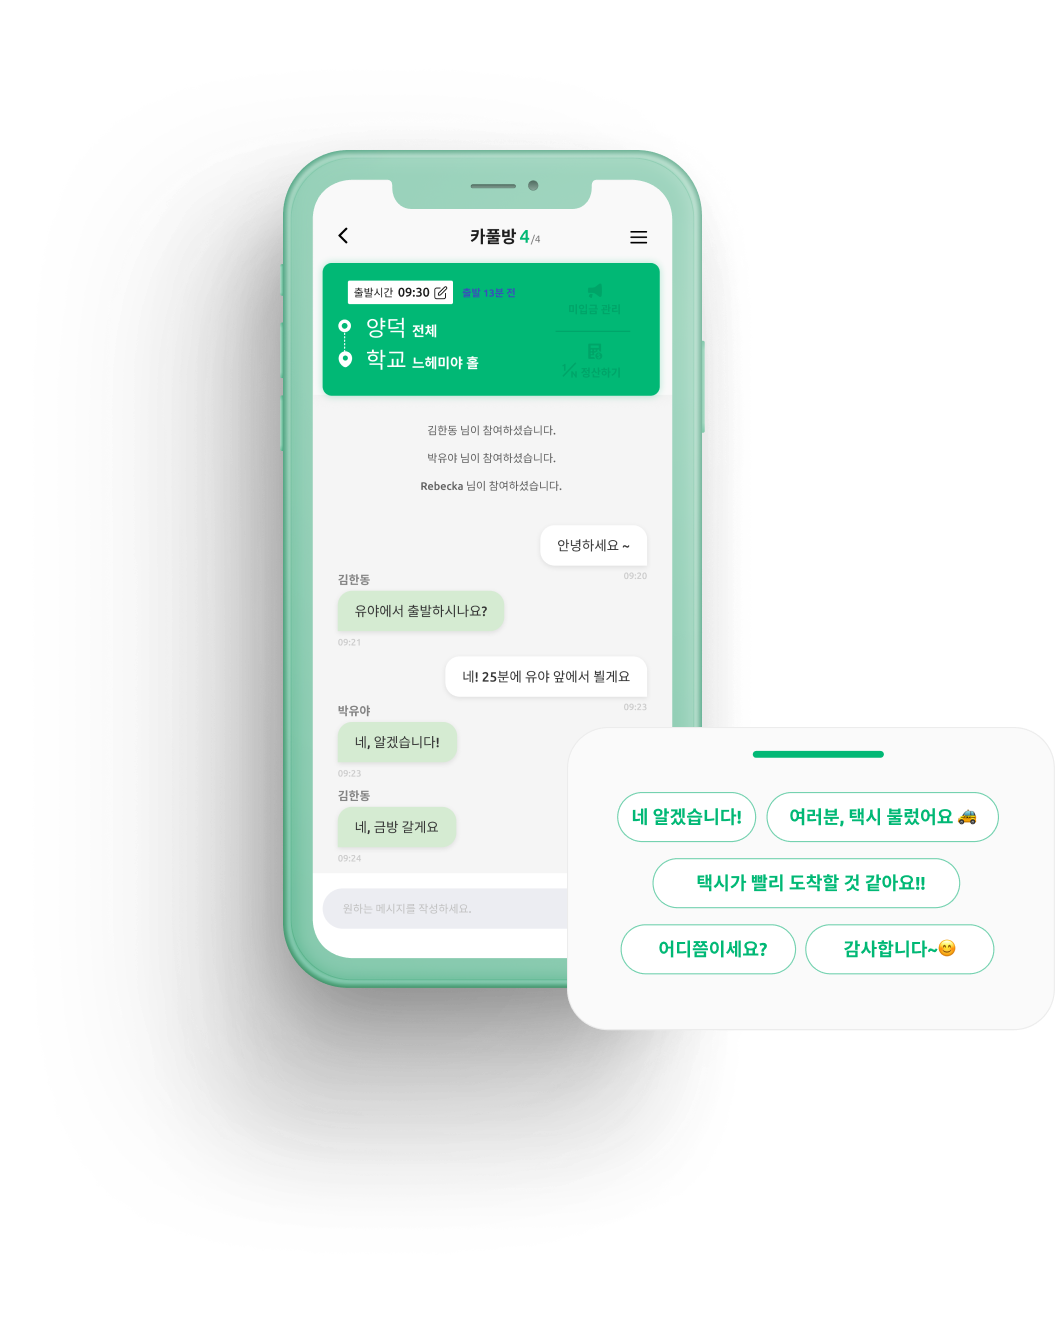 카풀방 4/4
출발시간 09:30 출발 13분 전
미입금 관리
양덕 전체
학교 느헤미야 홀
정산하기
김한동 님이 참여하셨습니다.
박유야 님이 참여하셨습니다.
Rebecka 님이 참여하셨습니다.
안녕하세요 ~
09:20
김한동
유야에서 출발하시나요?
09:21
네! 25분에 유야 앞에서 뵐게요
09:23
박유야
네, 알겠습니다!
09:23
김한동
네, 금방 갈게요
09:24
원하는 메시지를 작성하세요.
네 알겠습니다! 여러분, 택시 불렀어요 🚕
택시가 빨리 도착할 것 같아요!!
어디쯤이세요? 감사합니다~😊